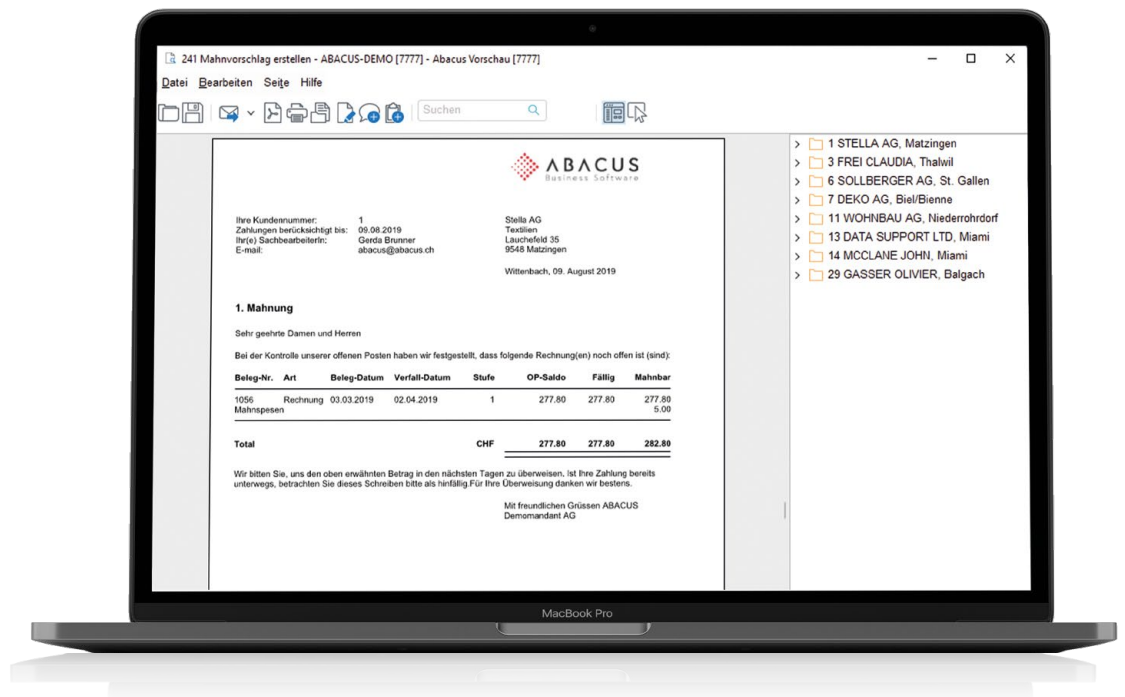 241 Mahnvorschlag erstellen - ABACUS-DEMO [7777] - Abacus Vorschau [7777]
Datei Bearbeiten Seite Hilfe
Suchen
ABACUS
Business Software
Ihre Kundennummer: 1
Zahlungen berücksichtigt bis: 09.08.2019
Ihr(e) SachbearbeiterIn: Gerda Brunner
E-mail: abacus@abacus.ch
Stella AG
Textilien
Lauchefeld 35
9548 Matzingen
Wittenbach, 09. August 2019
1. Mahnung
Sehr geehrte Damen und Herren
Bei der Kontrolle unserer offenen Posten haben wir festgestellt, dass folgende Rechnung(en) noch offen ist (sind):
Beleg-Nr. Art Beleg-Datum Verfall-Datum Stufe OP-Saldo Fällig Mahnbar
1056 Rechnung 03.03.2019 02.04.2019 1 277.80 277.80 277.80
Mahnspesen 5.00
Total CHF 277.80 277.80 282.80
Wir bitten Sie, uns den oben erwähnten Betrag in den nächsten Tagen zu überweisen. Ist Ihre Zahlung bereits
unterwegs, betrachten Sie dieses Schreiben bitte als hinfällig.Für Ihre Überweisung danken wir bestens.
Mit freundlichen Grüssen ABACUS
Demomandant AG
1 STELLA AG, Matzingen
3 FREI CLAUDIA, Thalwil
6 SOLLBERGER AG, St. Gallen
7 DEKO AG, Biel/Bienne
11 WOHNBAU AG, Niederrohrdorf
13 DATA SUPPORT LTD, Miami
14 MCCLANE JOHN, Miami
29 GASSER OLIVIER, Balgach
MacBook Pro